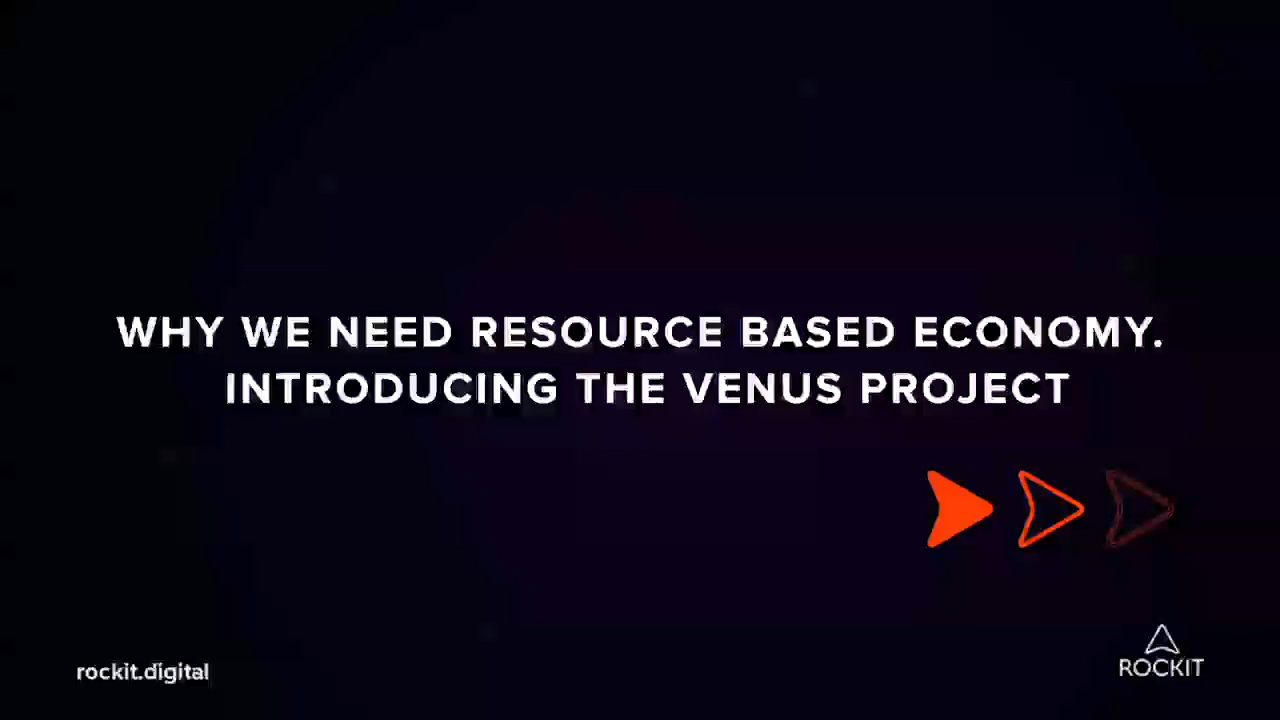 WHY WE NEED RESOURCE BASED ECONOMY.
INTRODUCING THE VENUS PROJECT
rockit.digital
ROCKIT